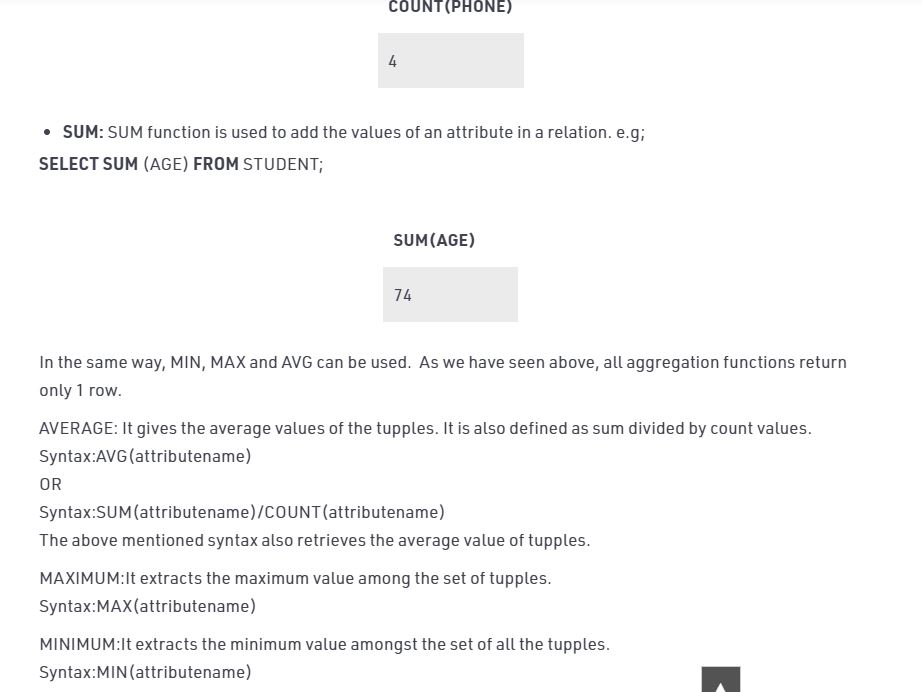 COUNT(PHONE)
4
• SUM: SUM function is used to add the values of an attribute in a relation. e.g;
SELECT SUM (AGE) FROM STUDENT;
SUM(AGE)
74
In the same way, MIN, MAX and AVG can be used.  As we have seen above, all aggregation functions return
only 1 row.
AVERAGE: It gives the average values of the tupples. It is also defined as sum divided by count values.
Syntax:AVG(attributename)
OR
Syntax:SUM(attributename)/COUNT(attributename)
The above mentioned syntax also retrieves the average value of tupples.
MAXIMUM:It extracts the maximum value among the set of tupples.
Syntax:MAX(attributename)
MINIMUM:It extracts the minimum value amongst the set of all the tupples.
Syntax:MIN(attributename)